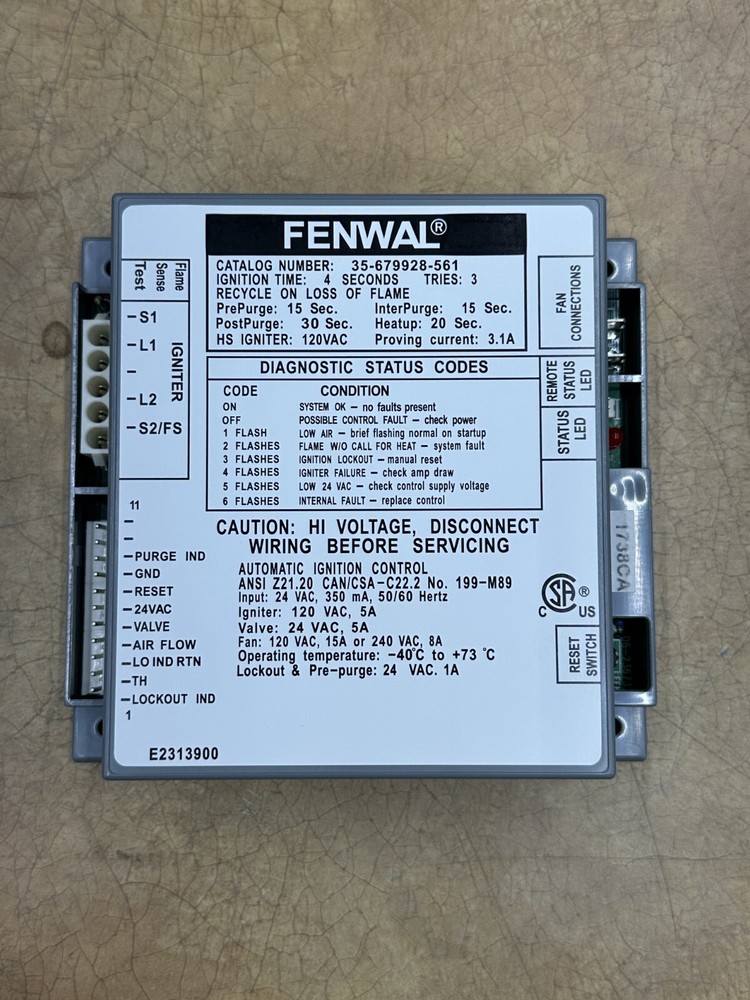 FENWAL®
CATALOG NUMBER: 35-679928-561
IGNITION TIME: 4 SECONDS TRIES: 3
RECYCLE ON LOSS OF FLAME
PrePurge: 15 Sec. InterPurge: 15 Sec.
PostPurge: 30 Sec. Heatup: 20 Sec.
HS IGNITER: 120VAC Proving current: 3.1A
DIAGNOSTIC STATUS CODES
CODE CONDITION
ON SYSTEM OK – no faults present
OFF POSSIBLE CONTROL FAULT – check power
1 FLASH LOW AIR – brief flashing normal on startup
2 FLASHES FLAME W/O CALL FOR HEAT – system fault
3 FLASHES IGNITION LOCKOUT – manual reset
4 FLASHES IGNITER FAILURE – check amp draw
5 FLASHES LOW 24 VAC – check control supply voltage
6 FLASHES INTERNAL FAULT – replace control
CAUTION: HI VOLTAGE, DISCONNECT
WIRING BEFORE SERVICING
AUTOMATIC IGNITION CONTROL
ANSI Z21.20 CAN/CSA-C22.2 No. 199-M89
Input: 24 VAC, 350 mA, 50/60 Hertz
Igniter: 120 VAC, 5A
Valve: 24 VAC, 5A
Fan: 120 VAC, 15A or 240 VAC, 8A
Operating temperature: –40°C to +73 °C
Lockout & Pre-purge: 24 VAC. 1A
Flame
Sense
Test
–S1
–L1
–
–L2
–S2/FS
IGNITER
11
–
–
–PURGE IND
–GND
–RESET
–24VAC
–VALVE
–AIR FLOW
–LO IND RTN
–TH
–LOCKOUT IND
1
E2313900
FAN
CONNECTIONS
REMOTE
STATUS
LED
STATUS
LED
1738CA
CSA®
C US
RESET
SWITCH